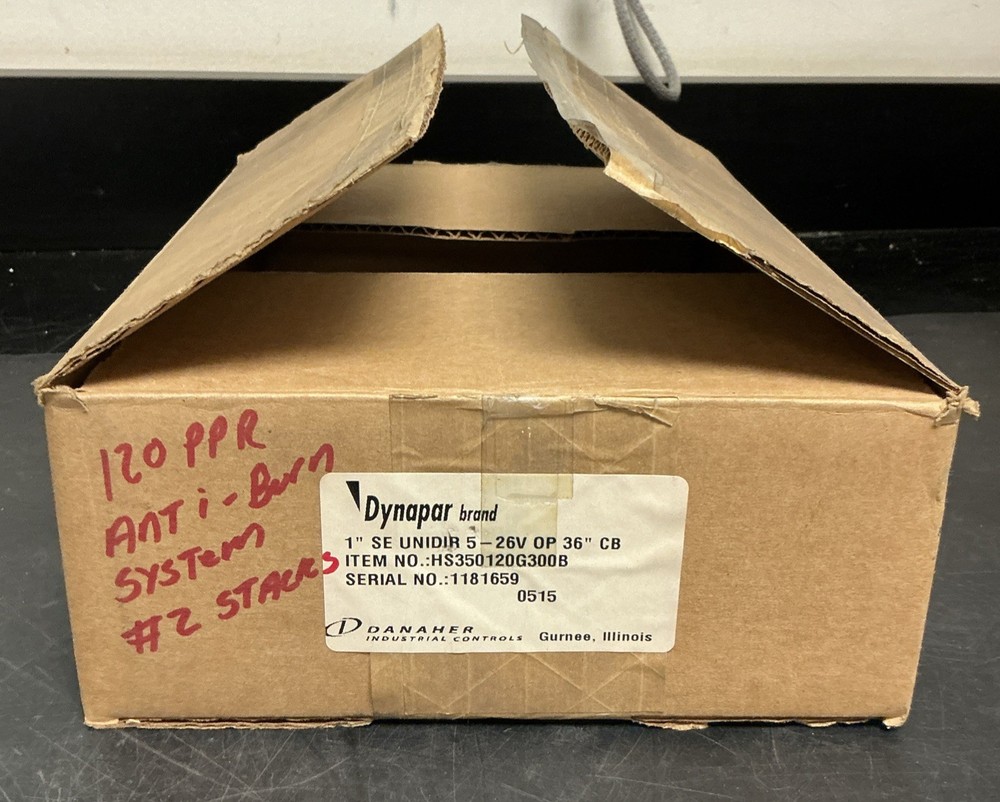 120 PPR
ANTi-Burn
SYSTEM
#2 STACKS
Dynapar brand
1" SE UNIDIR 5-26V OP 36" CB
ITEM NO.:HS350120G300B
SERIAL NO.:1181659
0515
DANAHER
INDUSTRIAL CONTROLS Gurnee, Illinois